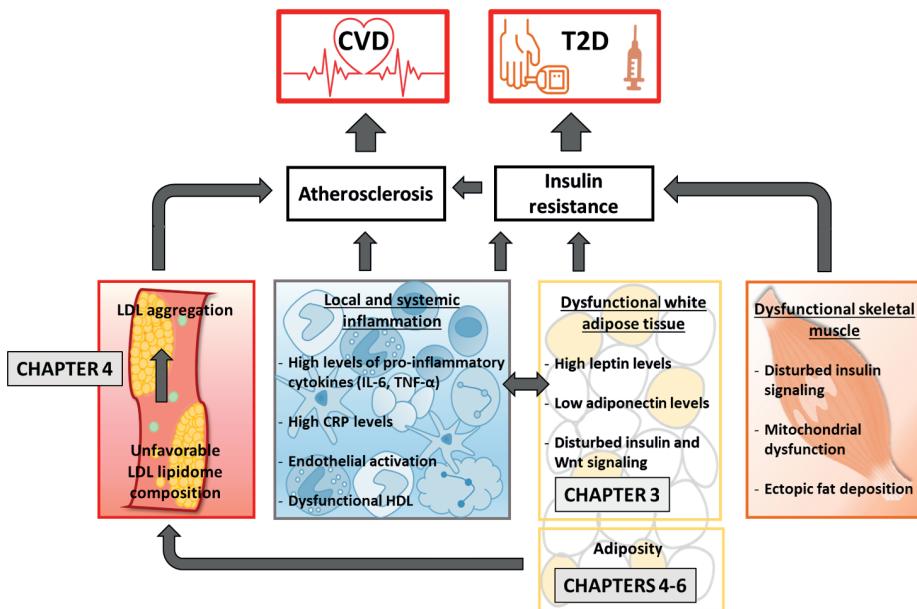 CVD
T2D
Atherosclerosis
Insulin
resistance
LDL aggregation
CHAPTER 4
Unfavorable
LDL lipidome
composition
Local and systemic
inflammation
- High levels of pro-inflammatory
cytokines (IL-6, TNF-α)
- High CRP levels
- Endothelial activation
- Dysfunctional HDL
Dysfunctional white
adipose tissue
- High leptin levels
- Low adiponectin levels
- Disturbed insulin and
Wnt signaling
CHAPTER 3
Adiposity
CHAPTERS 4-6
Dysfunctional skeletal
muscle
- Disturbed insulin
signaling
- Mitochondrial
dysfunction
- Ectopic fat deposition